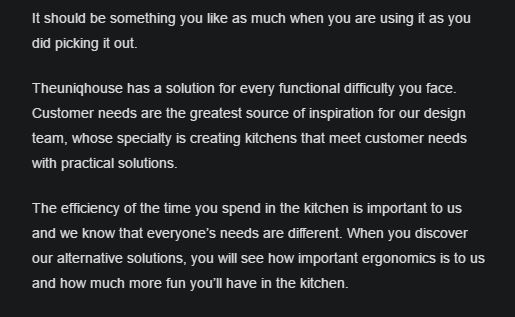 It should be something you like as much when you are using it as you
did picking it out.
Theuniqhouse has a solution for every functional difficulty you face.
Customer needs are the greatest source of inspiration for our design
team, whose specialty is creating kitchens that meet customer needs
with practical solutions.
The efficiency of the time you spend in the kitchen is important to us
and we know that everyone’s needs are different. When you discover
our alternative solutions, you will see how important ergonomics is to us
and how much more fun you’ll have in the kitchen.